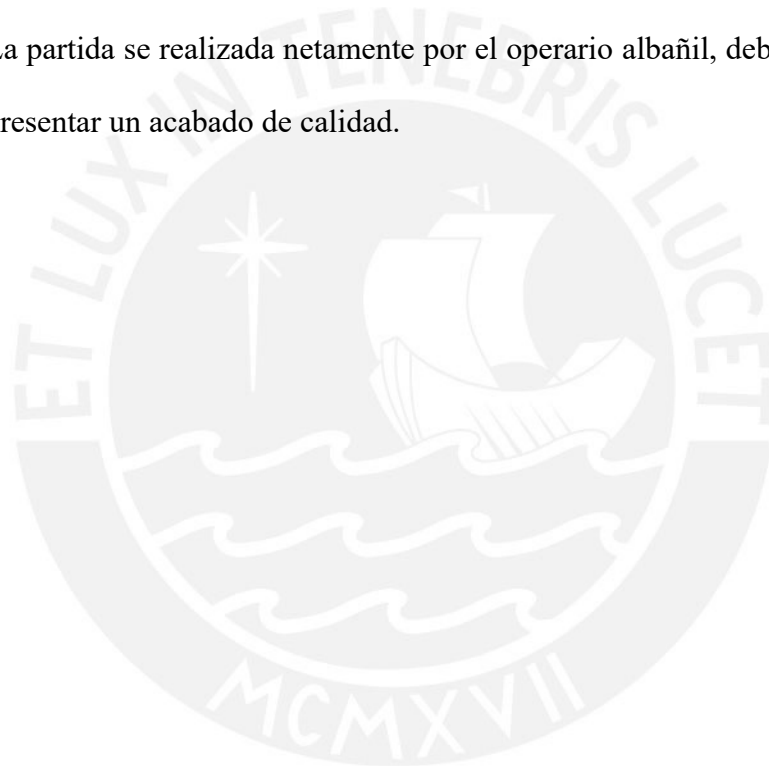 La partida se realizada netamente por el operario albañil, deb
resentar un acabado de calidad.
ET LUX IN TENEBRIS LUCET
MCMXVII